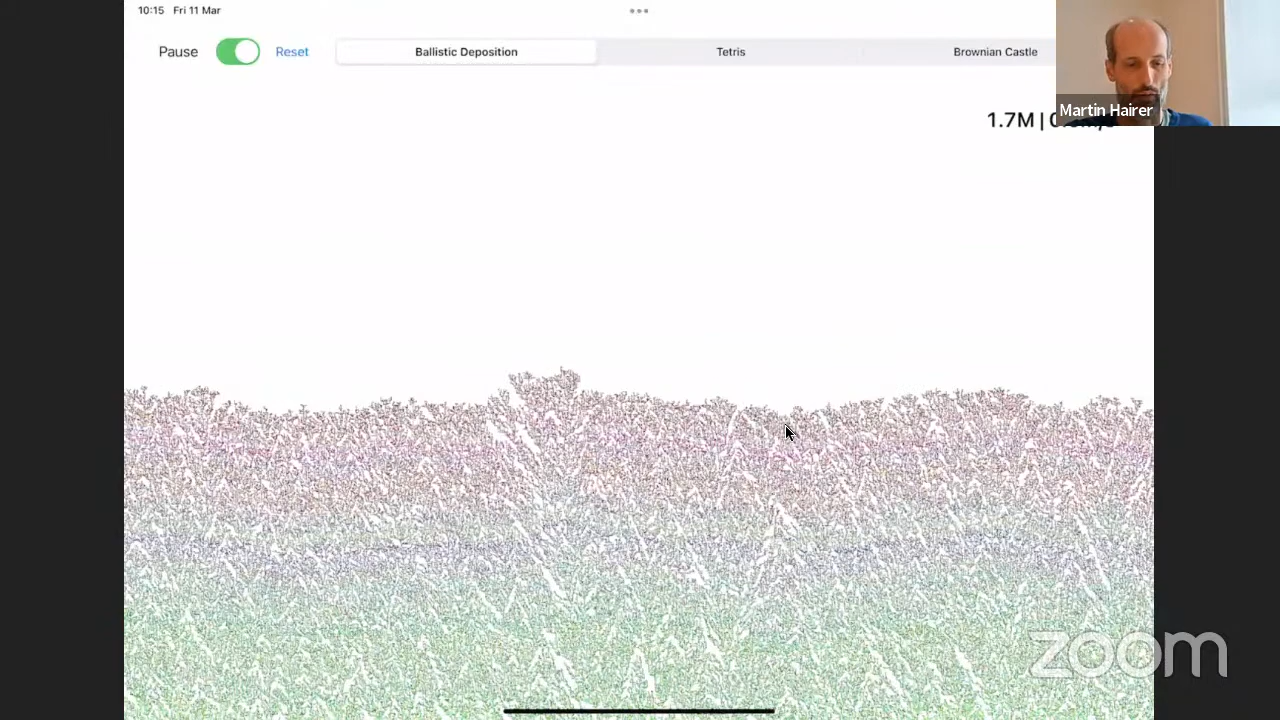 10:15 Fri 11 Mar
Pause Reset Ballistic Deposition Tetris Brownian Castle
Martin Hairer
1.7M |
zoom